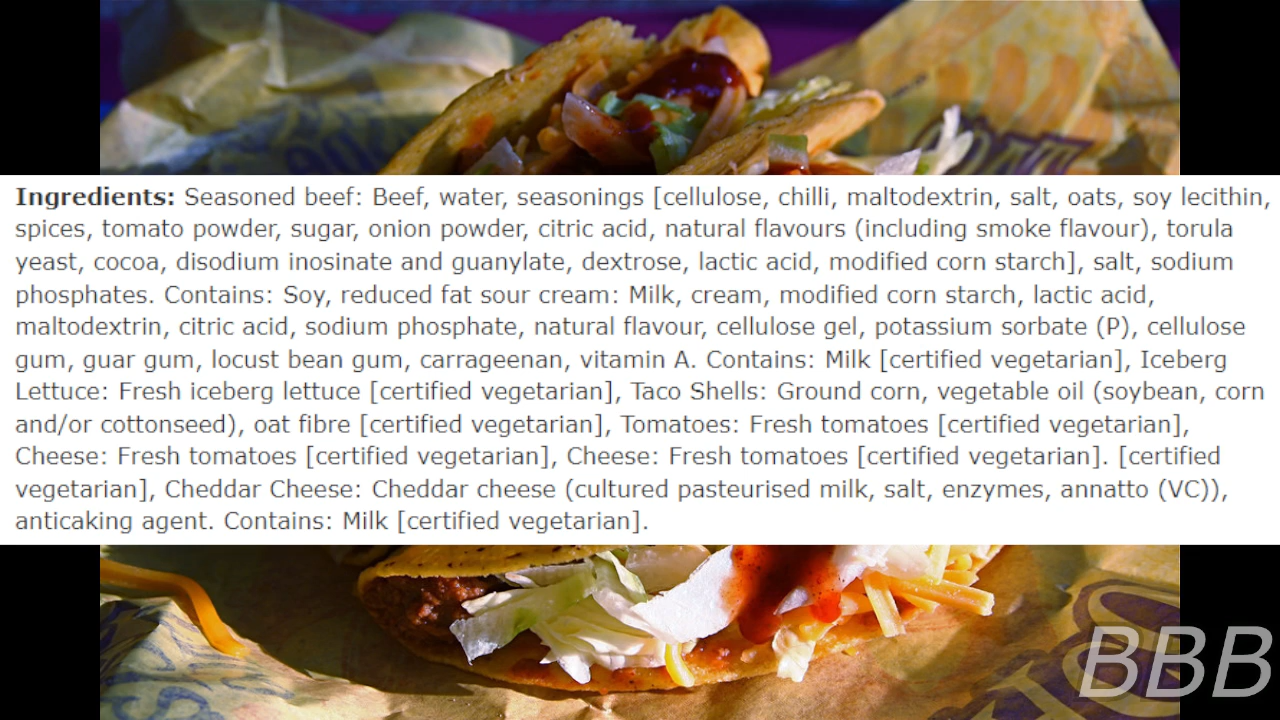 Ingredients: Seasoned beef: Beef, water, seasonings [cellulose, chilli, maltodextrin, salt, oats, soy lecithin,
spices, tomato powder, sugar, onion powder, citric acid, natural flavours (including smoke flavour), torula
yeast, cocoa, disodium inosinate and guanylate, dextrose, lactic acid, modified corn starch], salt, sodium
phosphates. Contains: Soy, reduced fat sour cream: Milk, cream, modified corn starch, lactic acid,
maltodextrin, citric acid, sodium phosphate, natural flavour, cellulose gel, potassium sorbate (P), cellulose
gum, guar gum, locust bean gum, carrageenan, vitamin A. Contains: Milk [certified vegetarian], Iceberg
Lettuce: Fresh iceberg lettuce [certified vegetarian], Taco Shells: Ground corn, vegetable oil (soybean, corn
and/or cottonseed), oat fibre [certified vegetarian], Tomatoes: Fresh tomatoes [certified vegetarian],
Cheese: Fresh tomatoes [certified vegetarian], Cheese: Fresh tomatoes [certified vegetarian]. [certified
vegetarian], Cheddar Cheese: Cheddar cheese (cultured pasteurised milk, salt, enzymes, annatto (VC)),
anticaking agent. Contains: Milk [certified vegetarian].
BBB